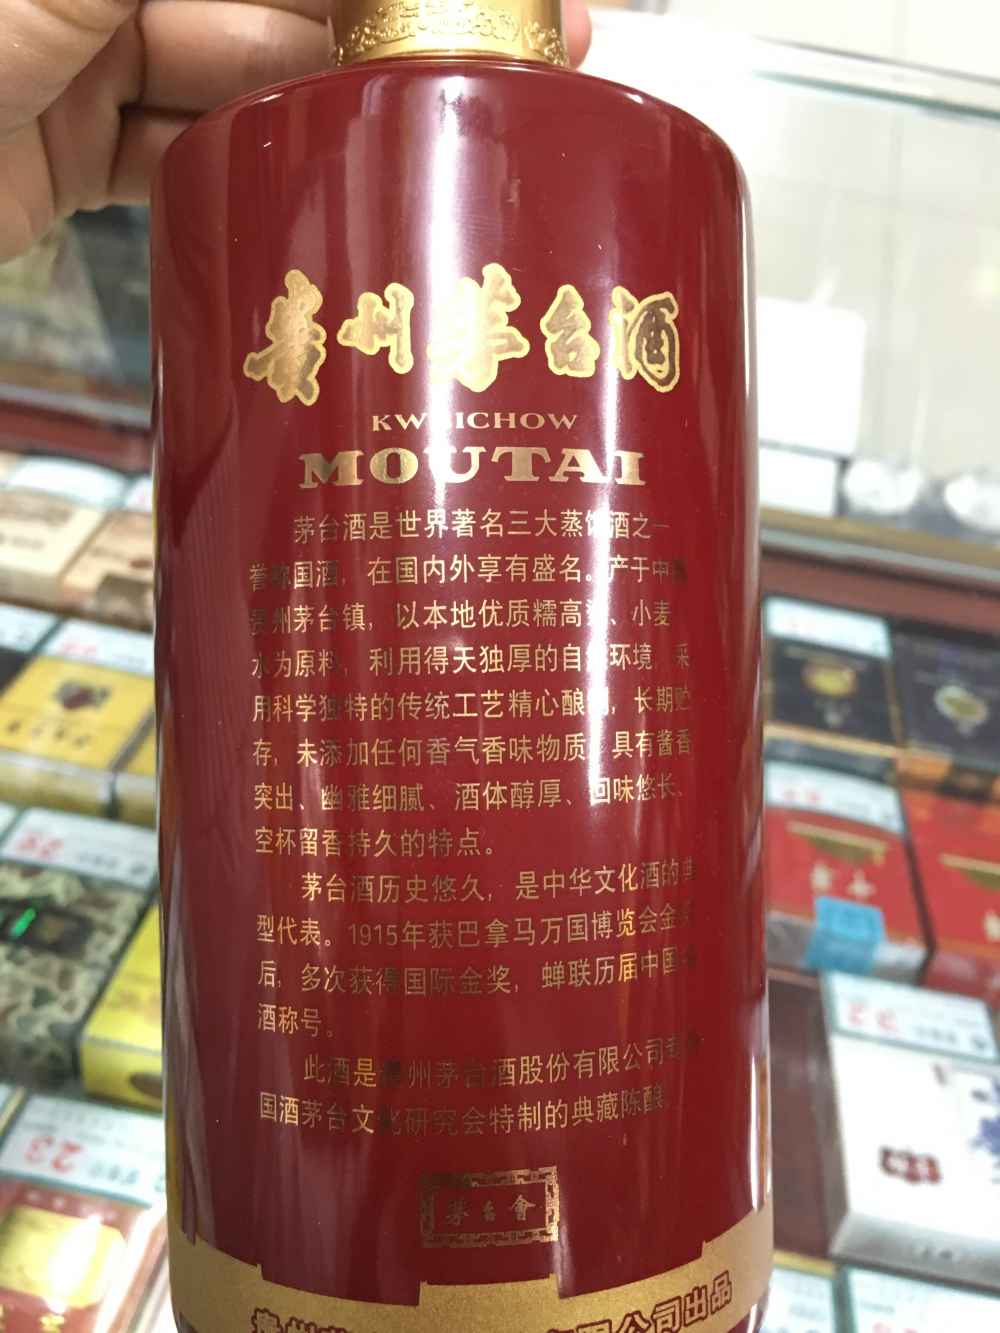 贵州茅台酒
KWEICHOW
MOUTAI
茅台酒是世界著名三大蒸馏酒之一
誉称国酒，在国内外享有盛名。产于中国
贵州茅台镇，以本地优质糯高粱、小麦
水为原料，利用得天独厚的自然环境，采
用科学独特的传统工艺精心酿制，长期贮
存，未添加任何香气香味物质。具有酱香
突出、幽雅细腻、酒体醇厚、回味悠长、
空杯留香持久的特点。
茅台酒历史悠久，是中华文化酒的典
型代表。1915年获巴拿马万国博览会金奖
后，多次获得国际金奖，蝉联历届中国名
酒称号。
此酒是贵州茅台酒股份有限公司专为
国酒茅台文化研究会特制的典藏陈酿。
茅台會
贵州 有限公司出品
23